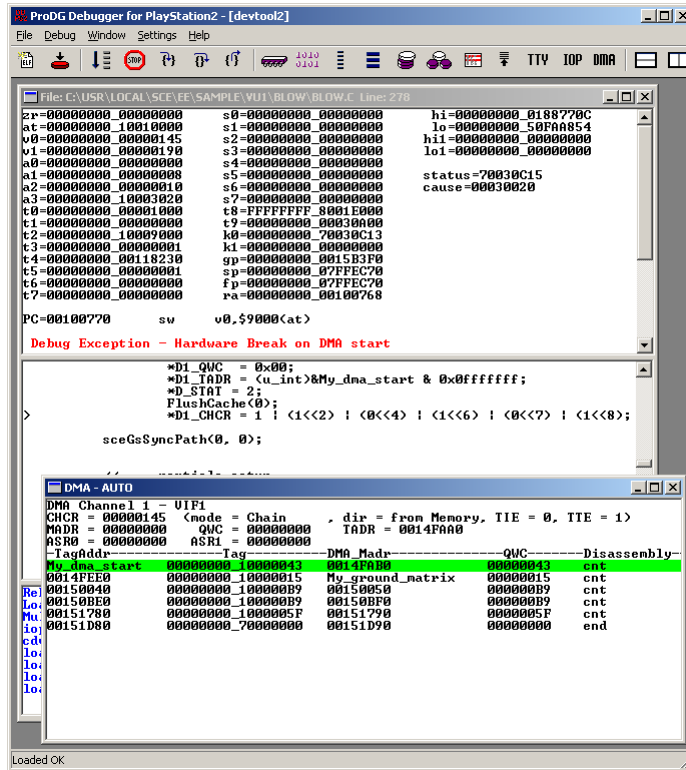 ProDG Debugger for PlayStation2 - [devtool2]
File Debug Window Settings Help
ELF STOP 1010 0101 TTY IOP DMA
File: C:\USR\LOCAL\SCE\EE\SAMPLE\VU1\BLOW\BLOW.C Line: 278
zr=00000000_00000000 s0=00000000_00000000 hi=00000000_0188770C
at=00000000_10010000 s1=00000000_00000000 lo=00000000_50FAA854
v0=00000000_00000145 s2=00000000_00000000 hi1=00000000_00000000
v1=00000000_00000190 s3=00000000_00000000 lo1=00000000_00000000
a0=00000000_00000000 s4=00000000_00000000
a1=00000000_00000008 s5=00000000_00000000 status=70030C15
a2=00000000_00000010 s6=00000000_00000000 cause=00030020
a3=00000000_10003020 s7=00000000_00000000
t0=00000000_00001000 t8=FFFFFFFF_8001E000
t1=00000000_00000000 t9=00000000_00030A00
t2=00000000_10009000 k0=00000000_70030C13
t3=00000000_00000001 k1=00000000_00000000
t4=00000000_00118230 gp=00000000_0015B3F0
t5=00000000_00000001 sp=00000000_07FFEC70
t6=00000000_00000000 fp=00000000_07FFEC70
t7=00000000_00000000 ra=00000000_00100768
PC=00100770 sw v0,$9000(at)
Debug Exception - Hardware Break on DMA start
*D1_QWC = 0x00;
*D1_TADR = (u_int)&My_dma_start & 0x0fffffff;
*D_STAT = 2;
FlushCache(0);
> *D1_CHCR = 1 | (1<<2) | (0<<4) | (1<<6) | (0<<7) | (1<<8);
sceGsSyncPath(0, 0);
DMA - AUTO
DMA Channel 1 - VIF1
CHCR = 00000145 (mode = Chain , dir = from Memory, TIE = 0, TTE = 1)
MADR = 00000000 QWC = 00000000 TADR = 0014FAA0
ASR0 = 00000000 ASR1 = 00000000
—TagAddr——Tag——DMA_Madr——QWC——Disassembly—
My_dma_start 00000000_10000043 0014FAB0 00000043 cnt
0014FEE0 00000000_10000015 My_ground_matrix 00000015 cnt
00150040 00000000_100000B9 00150050 000000B9 cnt
00150BE0 00000000_100000B9 00150BF0 000000B9 cnt
00151780 00000000_1000005F 00151790 0000005F cnt
00151D80 00000000_70000000 00151D90 00000000 end
Loaded OK